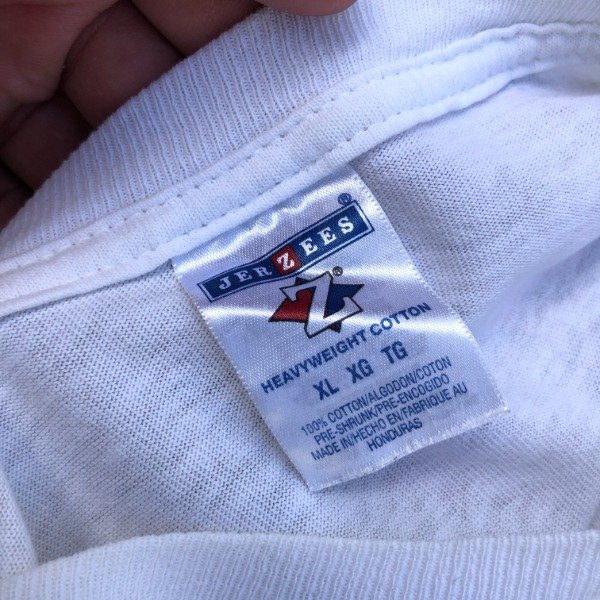 JERZEES®
Z®
HEAVYWEIGHT COTTON
XL XG TG
100% COTTON/ALGODON/COTON
PRE-SHRUNK/PRE-ENCOGIDO
MADE IN/HECHO EN/FABRIQUE AU
HONDURAS